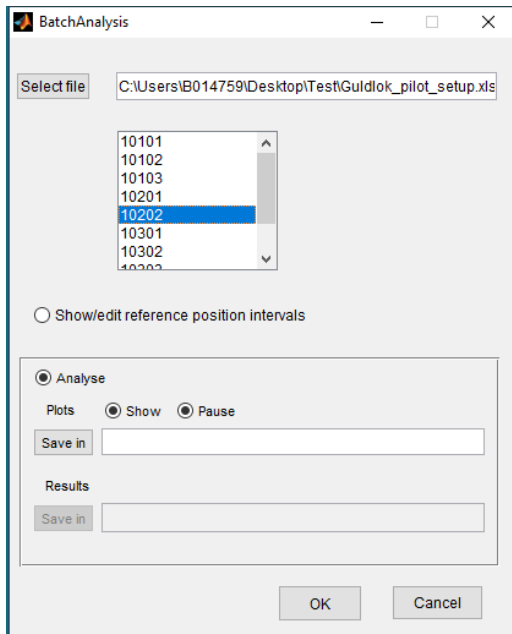 BatchAnalysis
Select file C:\Users\B014759\Desktop\Test\Guldlok_pilot_setup.xls
10101
10102
10103
10201
10202
10301
10302
Show/edit reference position intervals
Analyse
Plots Show Pause
Save in
Results
Save in
OK Cancel